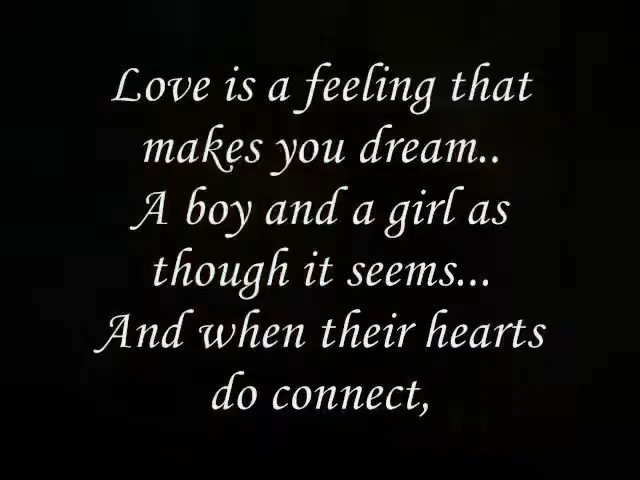 Love is a feeling that
makes you dream..
A boy and a girl as
though it seems...
And when their hearts
do connect,